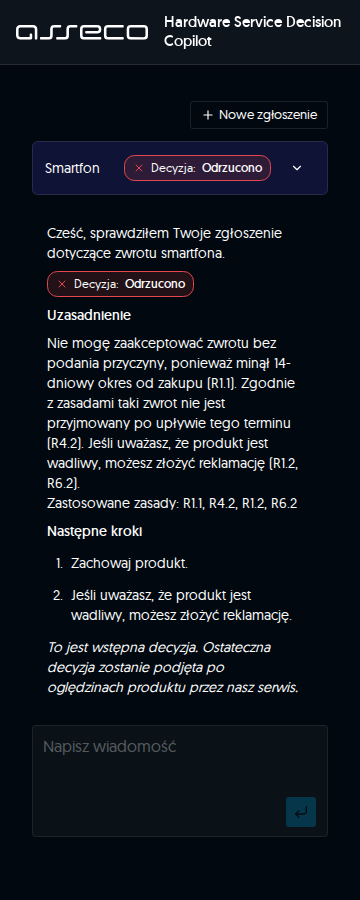 asseco
Hardware Service Decision
Copilot
+ Nowe zgłoszenie
Smartfon
Decyzja: Odrzucono
Cześć, sprawdziłem Twoje zgłoszenie
dotyczące zwrotu smartfona.
Decyzja: Odrzucono
Uzasadnienie
Nie mogę zaakceptować zwrotu bez
podania przyczyny, ponieważ minął 14-
dniowy okres od zakupu (R1.1). Zgodnie
z zasadami taki zwrot nie jest
przyjmowany po upływie tego terminu
(R4.2). Jeśli uważasz, że produkt jest
wadliwy, możesz złożyć reklamację (R1.2,
R6.2).
Zastosowane zasady: R1.1, R4.2, R1.2, R6.2
Następne kroki
1. Zachowaj produkt.
2. Jeśli uważasz, że produkt jest
wadliwy, możesz złożyć reklamację.
To jest wstępna decyzja. Ostateczna
decyzja zostanie podjęta po
oględzinach produktu przez nasz serwis.
Napisz wiadomość